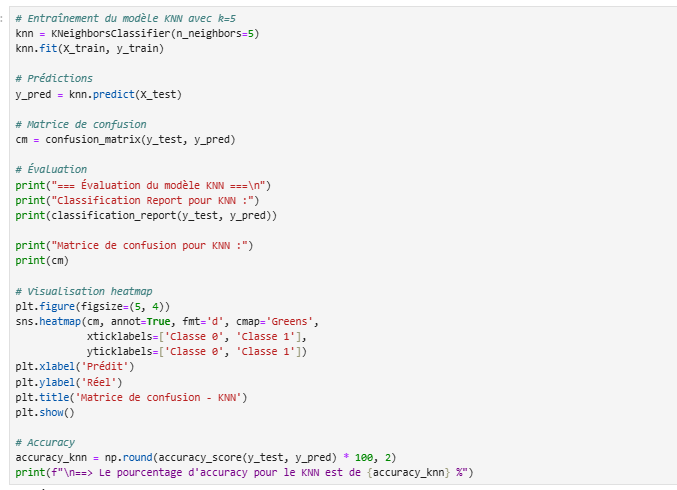 # Entraînement du modèle KNN avec k=5
knn = KNeighborsClassifier(n_neighbors=5)
knn.fit(X_train, y_train)
# Prédictions
y_pred = knn.predict(X_test)
# Matrice de confusion
cm = confusion_matrix(y_test, y_pred)
# Évaluation
print("=== Évaluation du modèle KNN ===\n")
print("Classification Report pour KNN :")
print(classification_report(y_test, y_pred))
print("Matrice de confusion pour KNN :")
print(cm)
# Visualisation heatmap
plt.figure(figsize=(5, 4))
sns.heatmap(cm, annot=True, fmt='d', cmap='Greens',
xticklabels=['Classe 0', 'Classe 1'],
yticklabels=['Classe 0', 'Classe 1'])
plt.xlabel('Prédit')
plt.ylabel('Réel')
plt.title('Matrice de confusion - KNN')
plt.show()
# Accuracy
accuracy_knn = np.round(accuracy_score(y_test, y_pred) * 100, 2)
print(f"\n==> Le pourcentage d'accuracy pour le KNN est de {accuracy_knn} %")